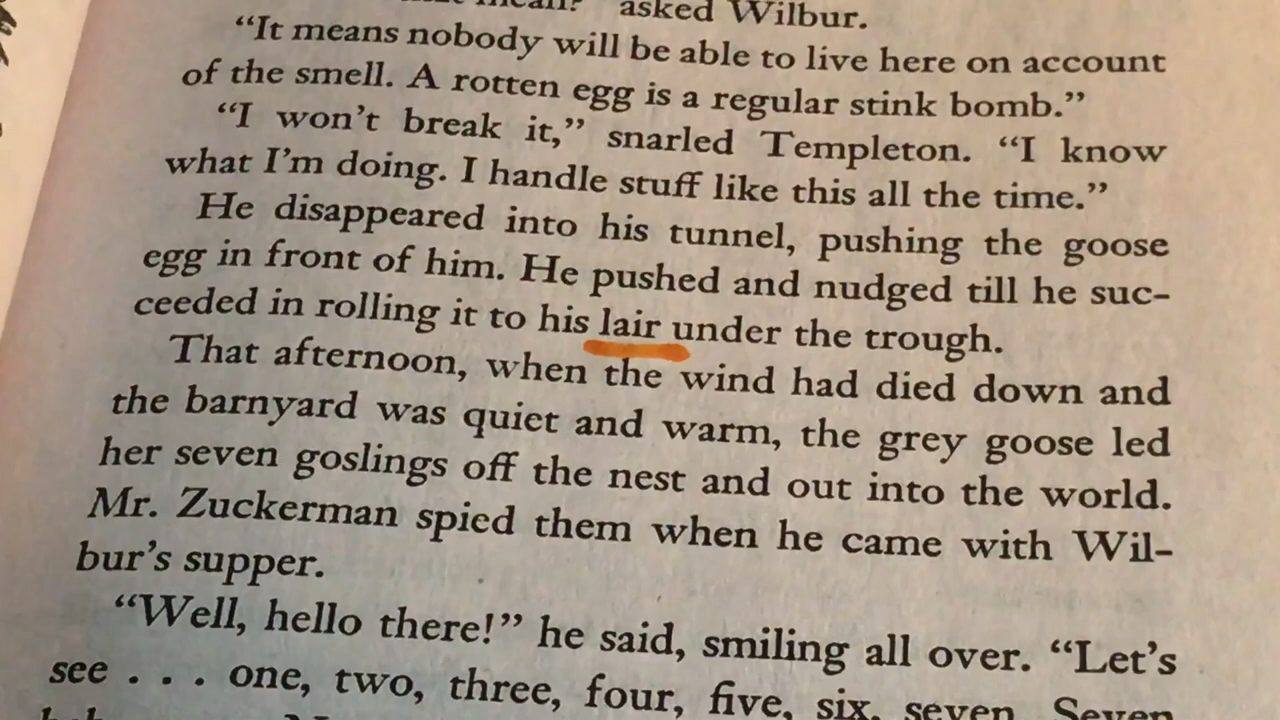 asked Wilbur.
“It means nobody will be able to live here on account
of the smell. A rotten egg is a regular stink bomb.”
“I won’t break it,” snarled Templeton. “I know
what I’m doing. I handle stuff like this all the time.”
He disappeared into his tunnel, pushing the goose
egg in front of him. He pushed and nudged till he suc-
ceeded in rolling it to his lair under the trough.
That afternoon, when the wind had died down and
the barnyard was quiet and warm, the grey goose led
her seven goslings off the nest and out into the world.
Mr. Zuckerman spied them when he came with Wil-
bur’s supper.
“Well, hello there!” he said, smiling all over. “Let’s
see . . . one, two, three, four, five, six, seven. Seven